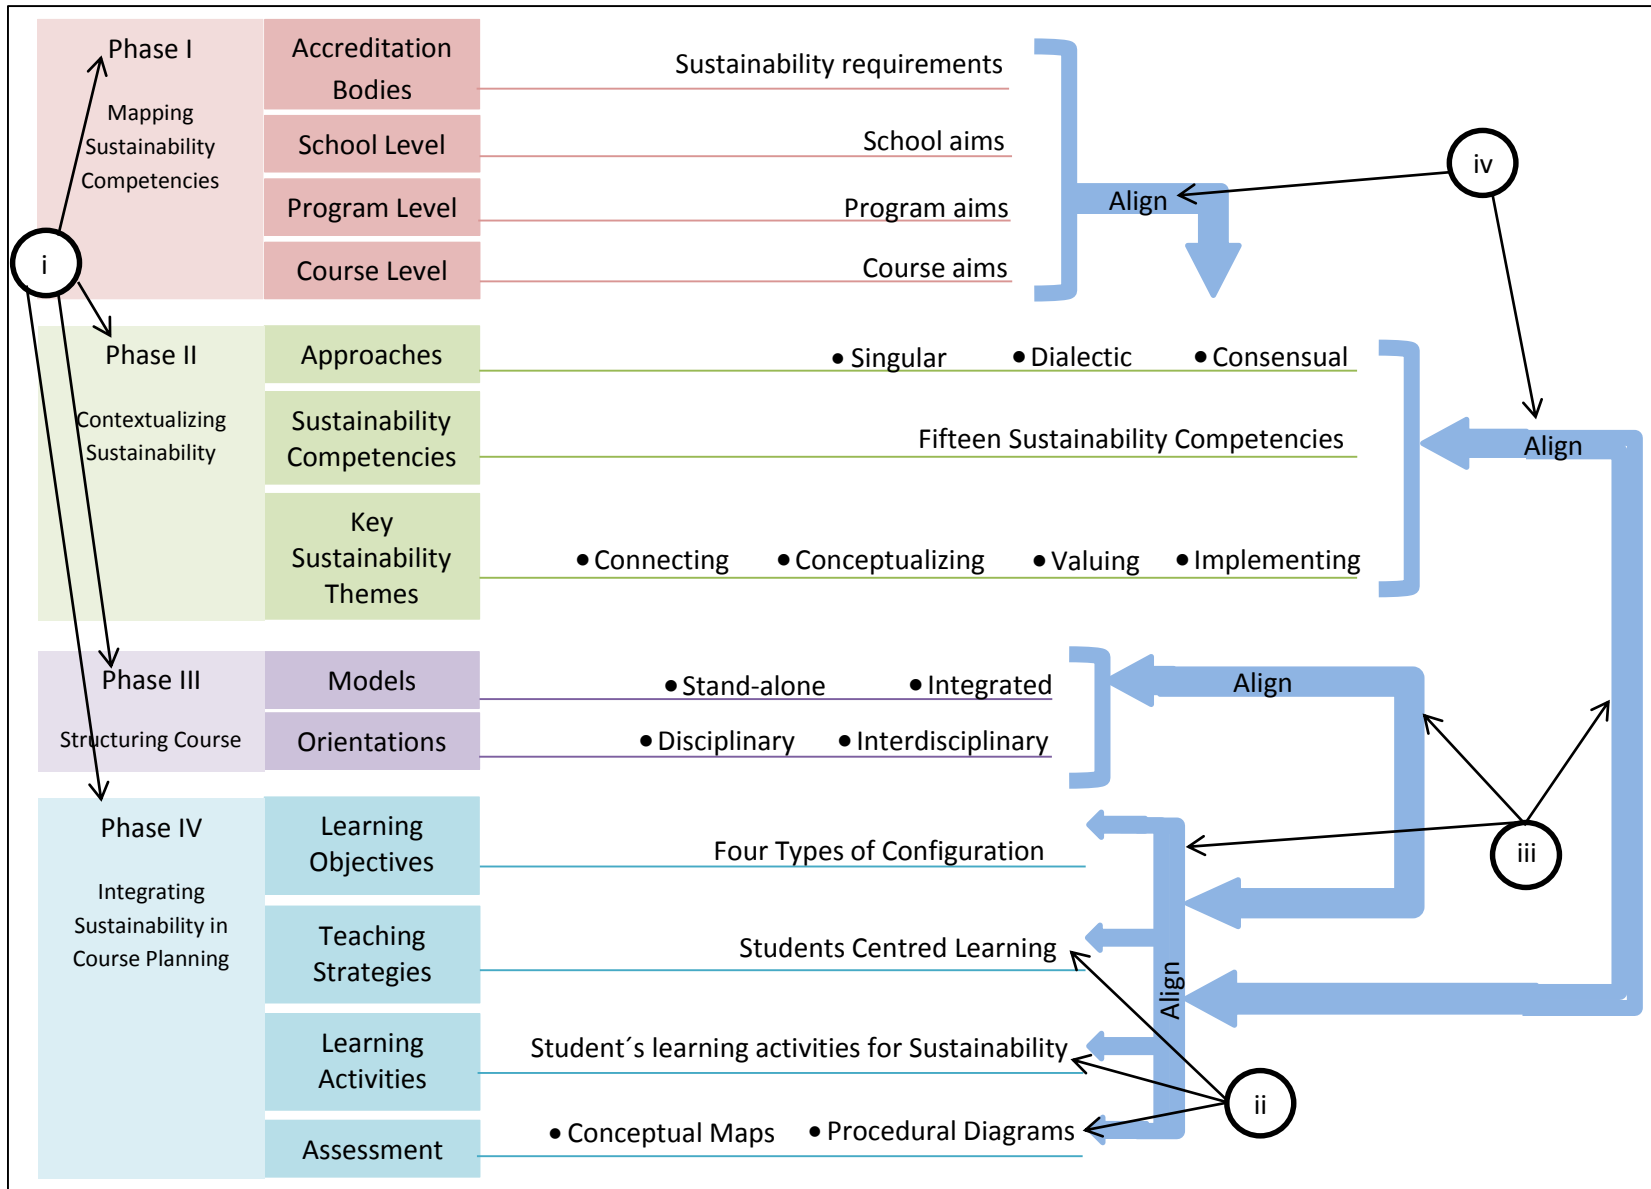 Phase I
Mapping
Sustainability
Competencies
Accreditation
Bodies
Sustainability requirements
School Level
School aims
Program Level
Program aims
Course Level
Course aims
Align
iv
i
Phase II
Contextualizing
Sustainability
Approaches
• Singular • Dialectic • Consensual
Sustainability
Competencies
Fifteen Sustainability Competencies
Key
Sustainability
Themes
• Connecting • Conceptualizing • Valuing • Implementing
Align
Phase III
Structuring Course
Models
• Stand-alone • Integrated
Orientations
• Disciplinary • Interdisciplinary
Align
Phase IV
Integrating
Sustainability in
Course Planning
Learning
Objectives
Four Types of Configuration
Teaching
Strategies
Students Centred Learning
Learning
Activities
Student´s learning activities for Sustainability
Assessment
• Conceptual Maps • Procedural Diagrams
Align
iii
ii